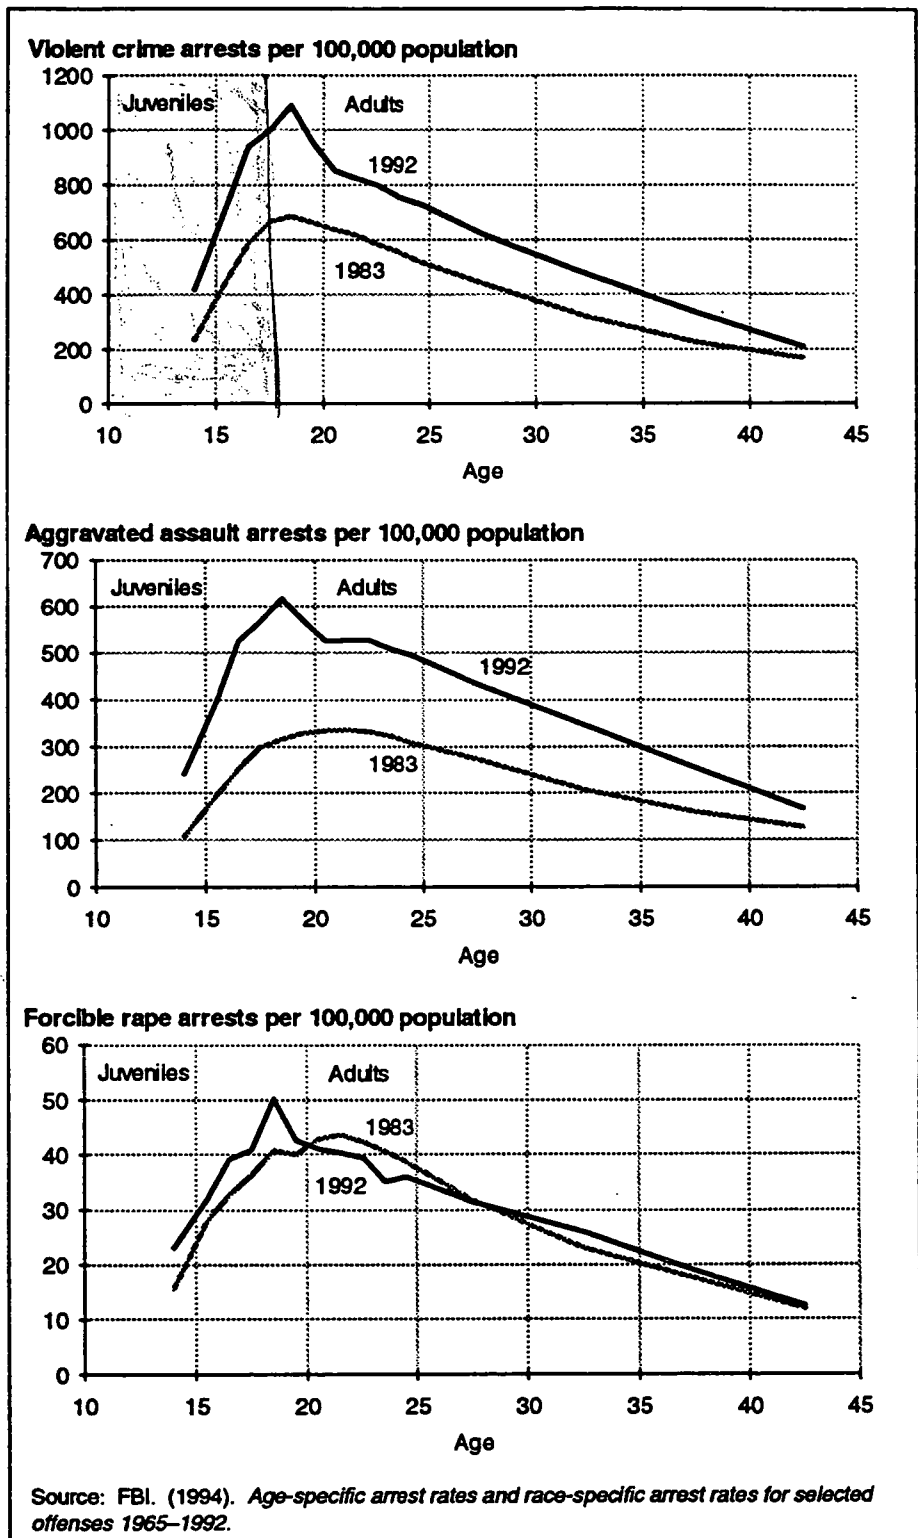 Violent crime arrests per 100,000 population
1200
1000
800
600
400
200
0
Juveniles
Adults
1992
1983
10 15 20 25 30 35 40 45
Age
Aggravated assault arrests per 100,000 population
700
600
500
400
300
200
100
0
Juveniles
Adults
1992
1983
10 15 20 25 30 35 40 45
Age
Forcible rape arrests per 100,000 population
60
50
40
30
20
10
0
Juveniles
Adults
1983
1992
10 15 20 25 30 35 40 45
Age
Source: FBI. (1994). Age-specific arrest rates and race-specific arrest rates for selected
offenses 1965–1992.